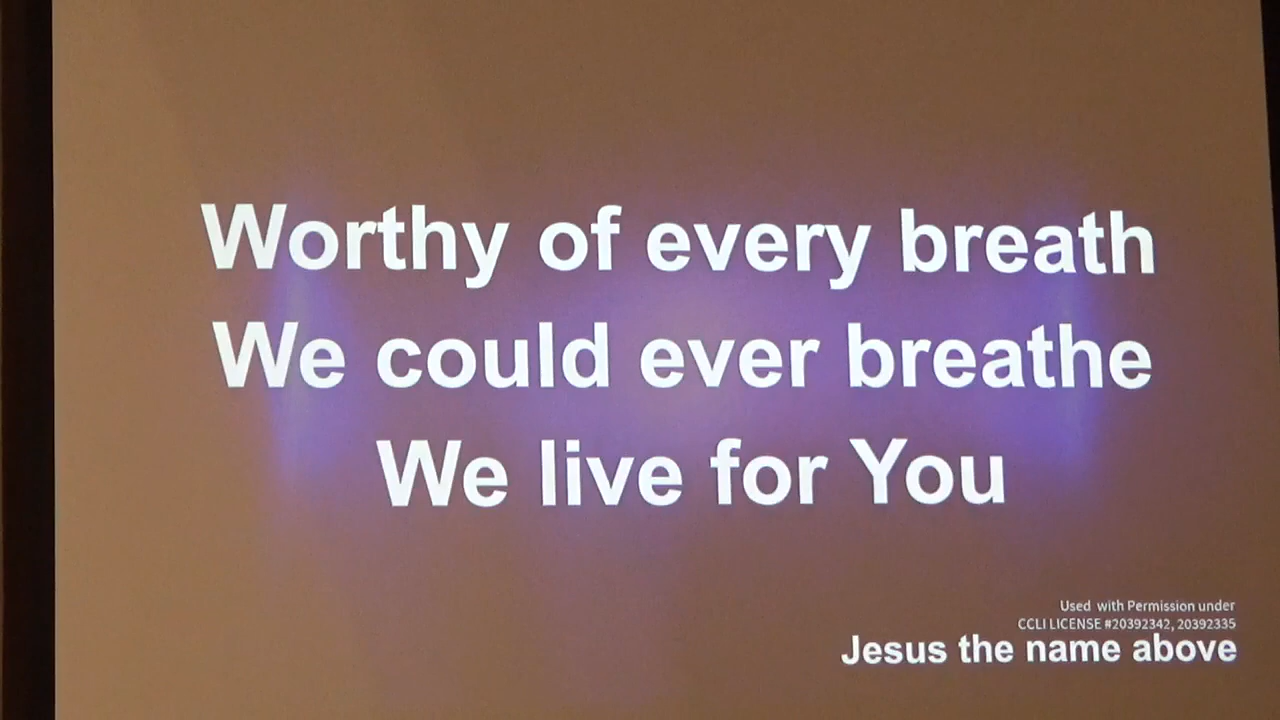 Worthy of every breath
We could ever breathe
We live for You
Used with Permission under
CCLI LICENSE #20392342, 20392335
Jesus the name above